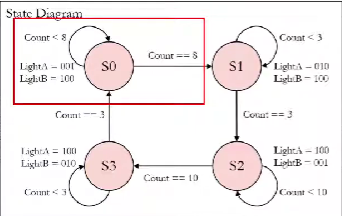 State Diagram
Count < 8
Count == 8
Count < 3
S0
S1
LightA = 001
LightB = 100
LightA = 010
LightB = 100
Count == 3
Count == 3
LightA = 100
LightB = 010
S3
S2
LightA = 100
LightB = 001
Count == 10
Count < 3
Count < 10